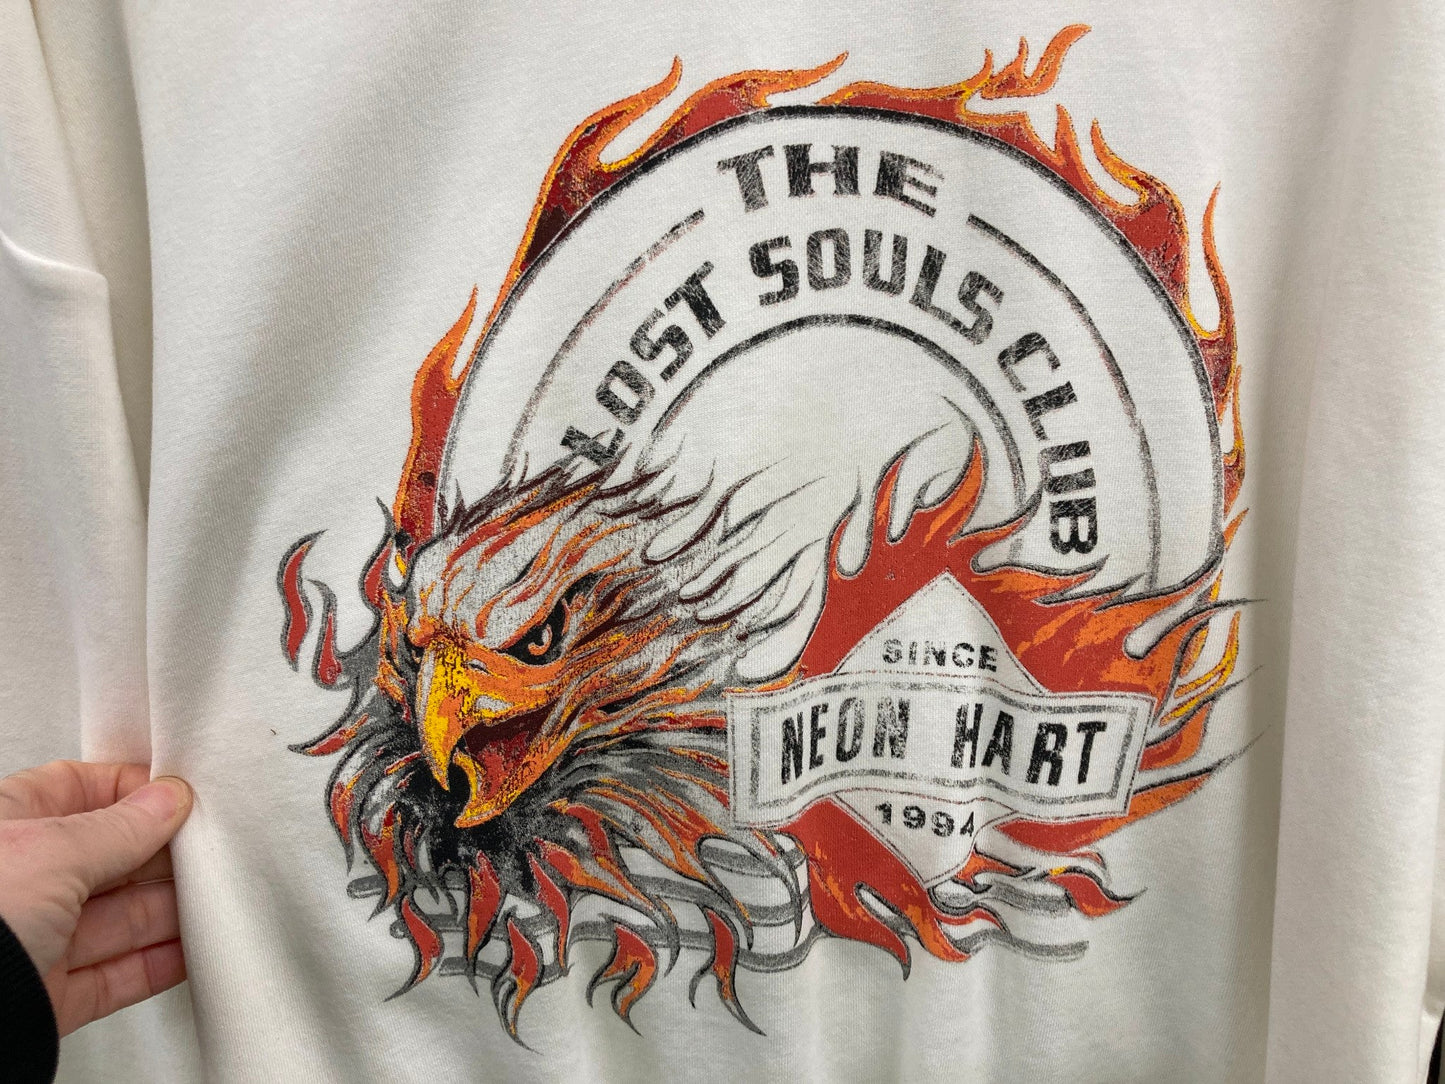 THE
LOST SOULS CLUB
SINCE
NEON HART
1994